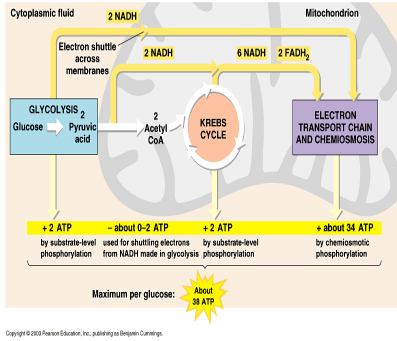 Cytoplasmic fluid
Mitochondrion
2 NADH
Electron shuttle
across
membranes
2 NADH
6 NADH
2 FADH2
GLYCOLYSIS
Glucose
2
Pyruvic
acid
2
Acetyl
CoA
KREBS
CYCLE
ELECTRON
TRANSPORT CHAIN
AND CHEMIOSMOSIS
+ 2 ATP
by substrate-level
phosphorylation
– about 0–2 ATP
used for shuttling electrons
from NADH made in glycolysis
+ 2 ATP
by substrate-level
phosphorylation
+ about 34 ATP
by chemiosmotic
phosphorylation
Maximum per glucose:
About
38 ATP
Copyright © 2003 Pearson Education, Inc., publishing as Benjamin Cummings.